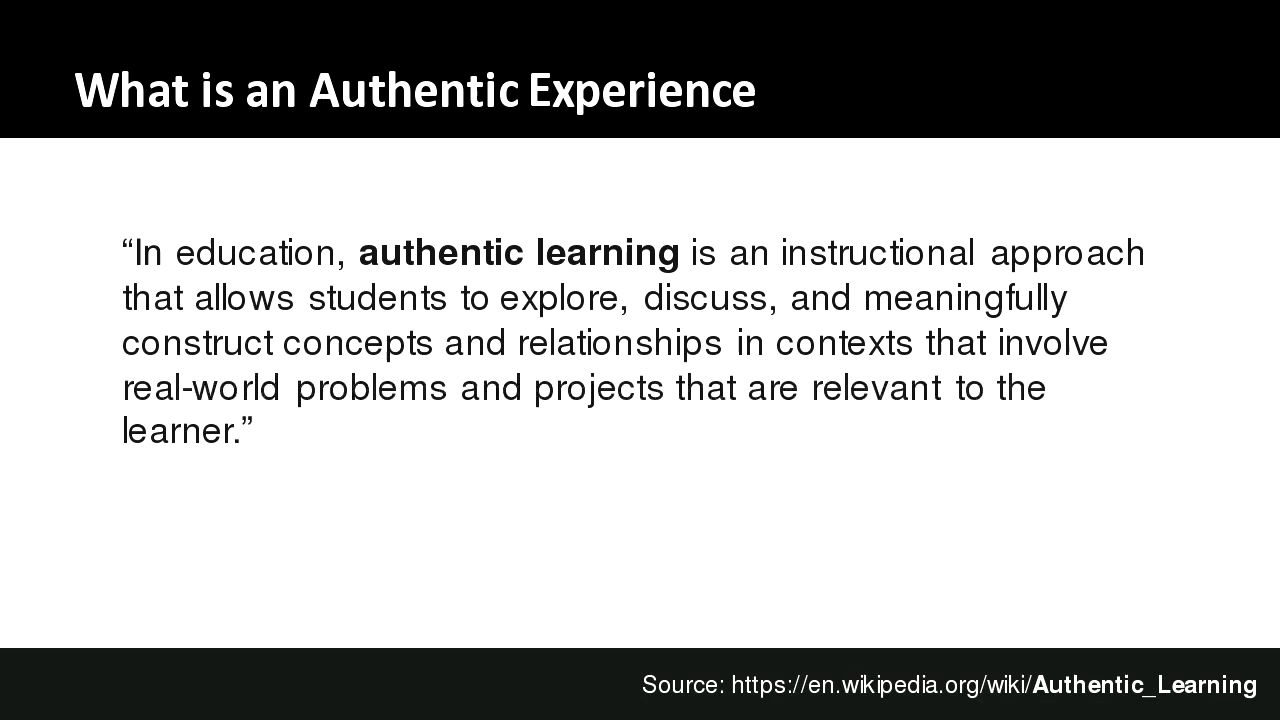 What is an Authentic Experience
“In education, authentic learning is an instructional approach
that allows students to explore, discuss, and meaningfully
construct concepts and relationships in contexts that involve
real-world problems and projects that are relevant to the
learner.”
Source: https://en.wikipedia.org/wiki/Authentic_Learning